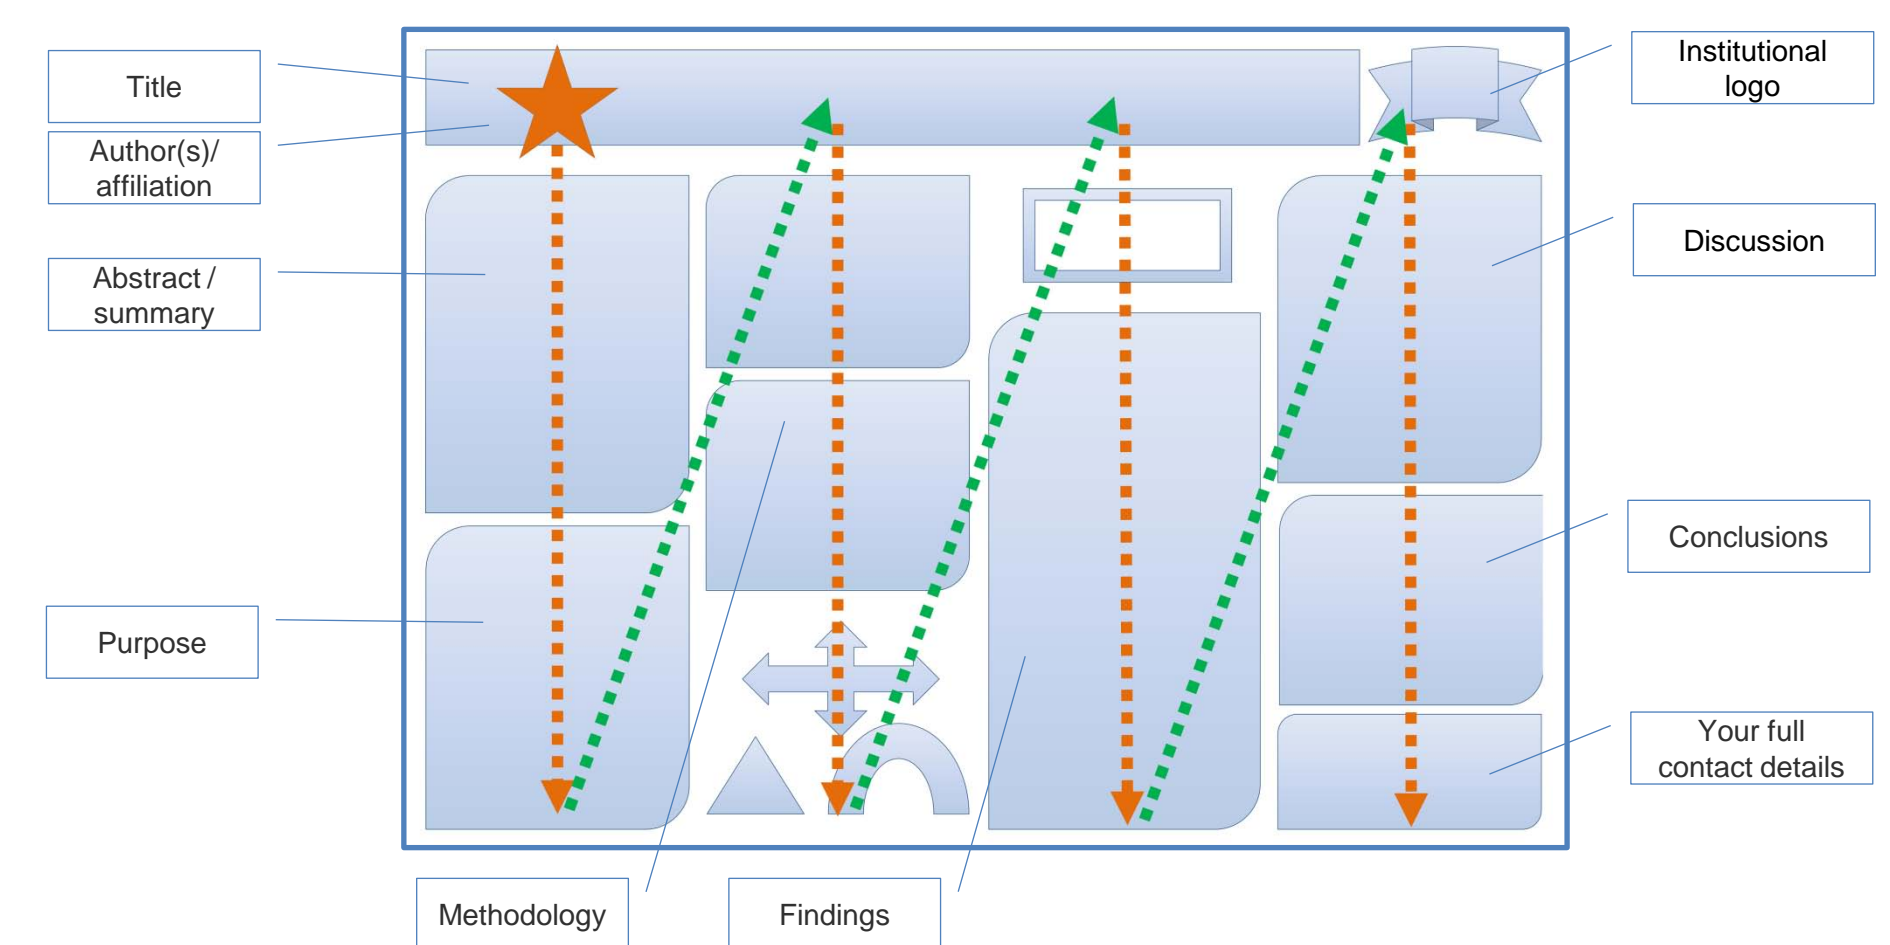 Title
Author(s)/
affiliation
Abstract /
summary
Purpose
Methodology
Findings
Institutional
logo
Discussion
Conclusions
Your full
contact details